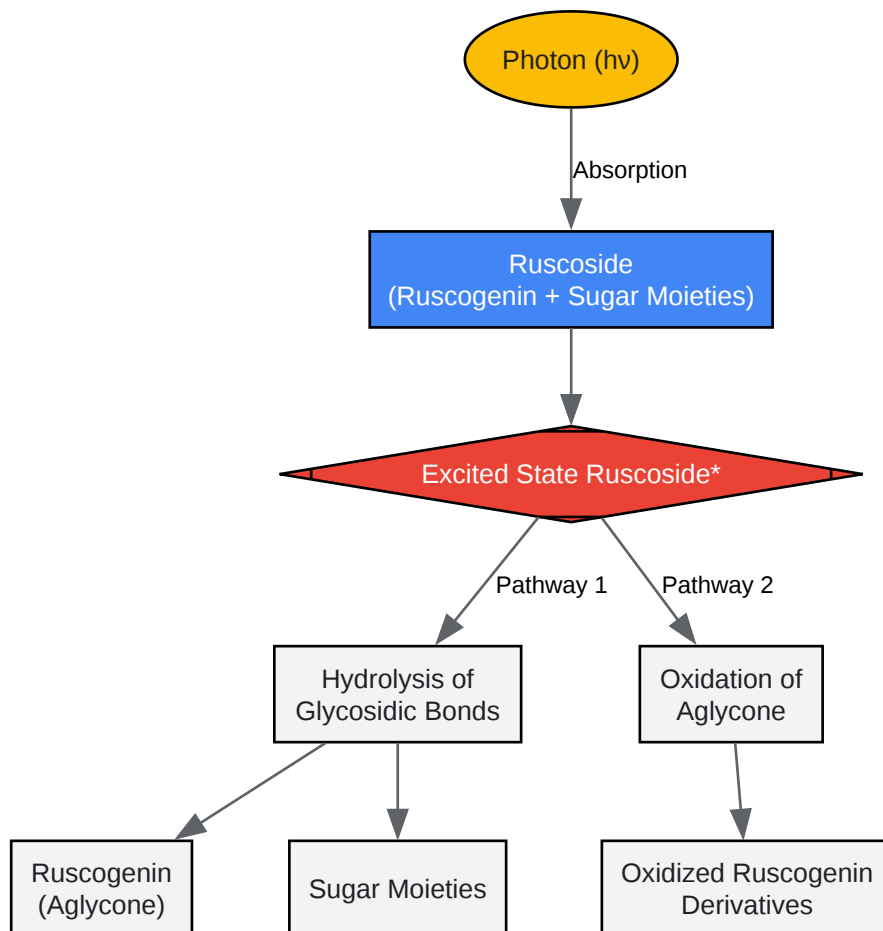 Photon (hν)
Absorption
Ruscoside
(Ruscogenin + Sugar Moieties)
Excited State Ruscoside*
Pathway 1
Pathway 2
Hydrolysis of
Glycosidic Bonds
Oxidation of
Aglycone
Ruscogenin
(Aglycone)
Sugar Moieties
Oxidized Ruscogenin
Derivatives